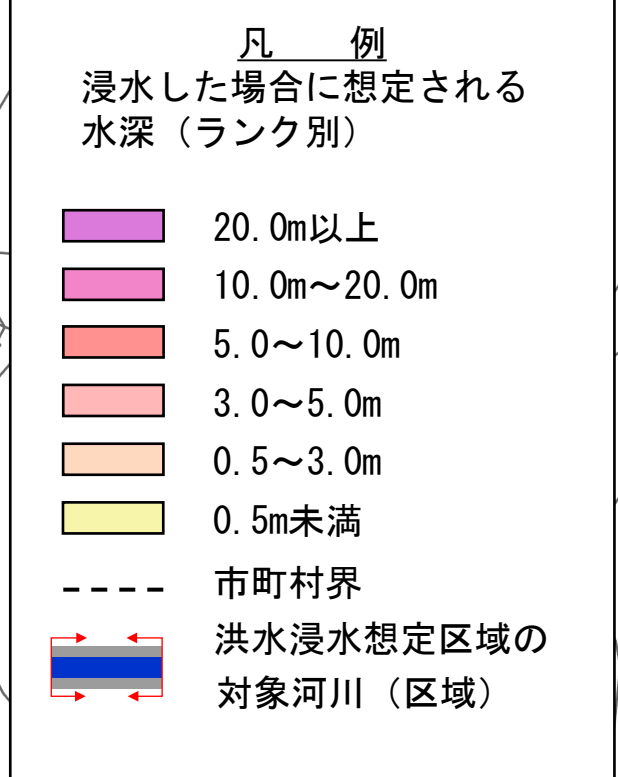 凡　　例
浸水した場合に想定される
水深（ランク別）
20.0m以上
10.0m～20.0m
5.0～10.0m
3.0～5.0m
0.5～3.0m
0.5m未満
市町村界
洪水浸水想定区域の
対象河川（区域）